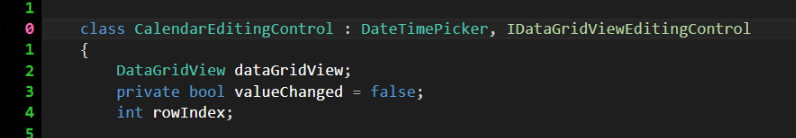 1
0 class CalendarEditingControl : DateTimePicker, IDataGridViewEditingControl
1 {
2 DataGridView dataGridView;
3 private bool valueChanged = false;
4 int rowIndex;
5